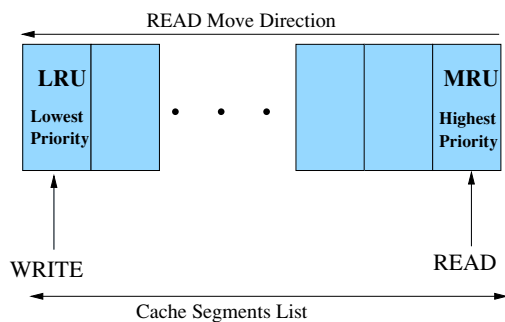 READ Move Direction
LRU
MRU
Lowest
Priority
Highest
Priority
WRITE
READ
Cache Segments List